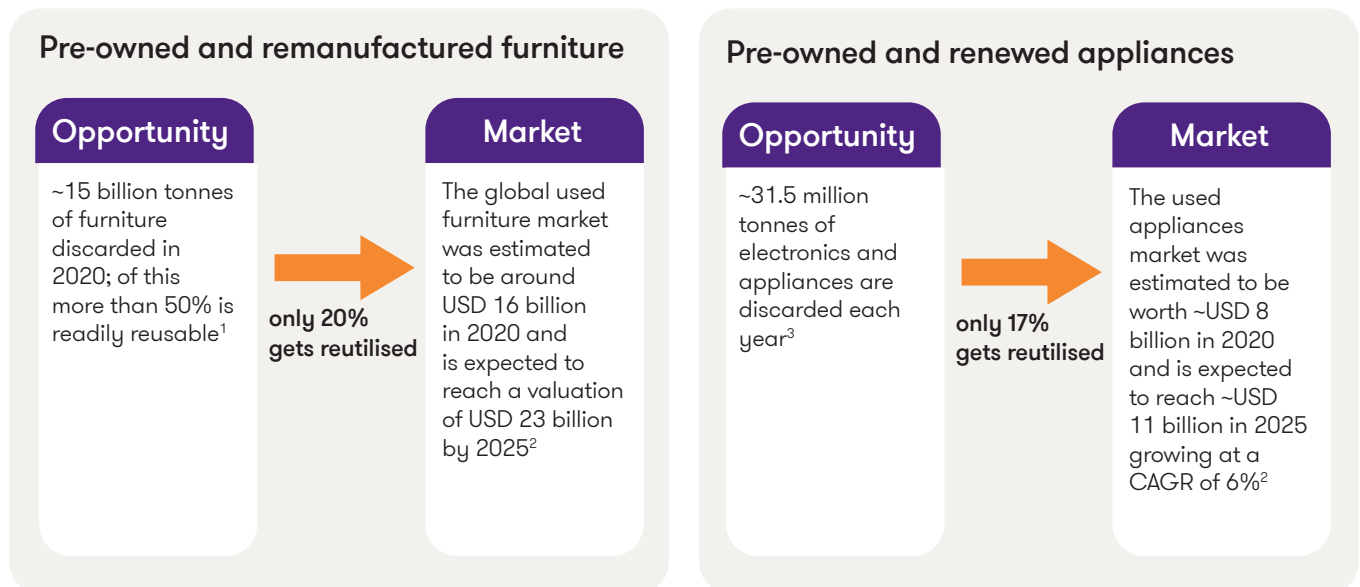 Pre-owned and remanufactured furniture
Opportunity
~15 billion tonnes
of furniture
discarded in
2020; of this
more than 50% is
readily reusable¹
only 20%
gets reutilised
Market
The global used
furniture market
was estimated
to be around
USD 16 billion
in 2020 and
is expected to
reach a valuation
of USD 23 billion
by 2025²
Pre-owned and renewed appliances
Opportunity
~31.5 million
tonnes of
electronics and
appliances are
discarded each
year³
only 17%
gets reutilised
Market
The used
appliances
market was
estimated to be
worth ~USD 8
billion in 2020
and is expected
to reach ~USD
11 billion in 2025
growing at a
CAGR of 6%²